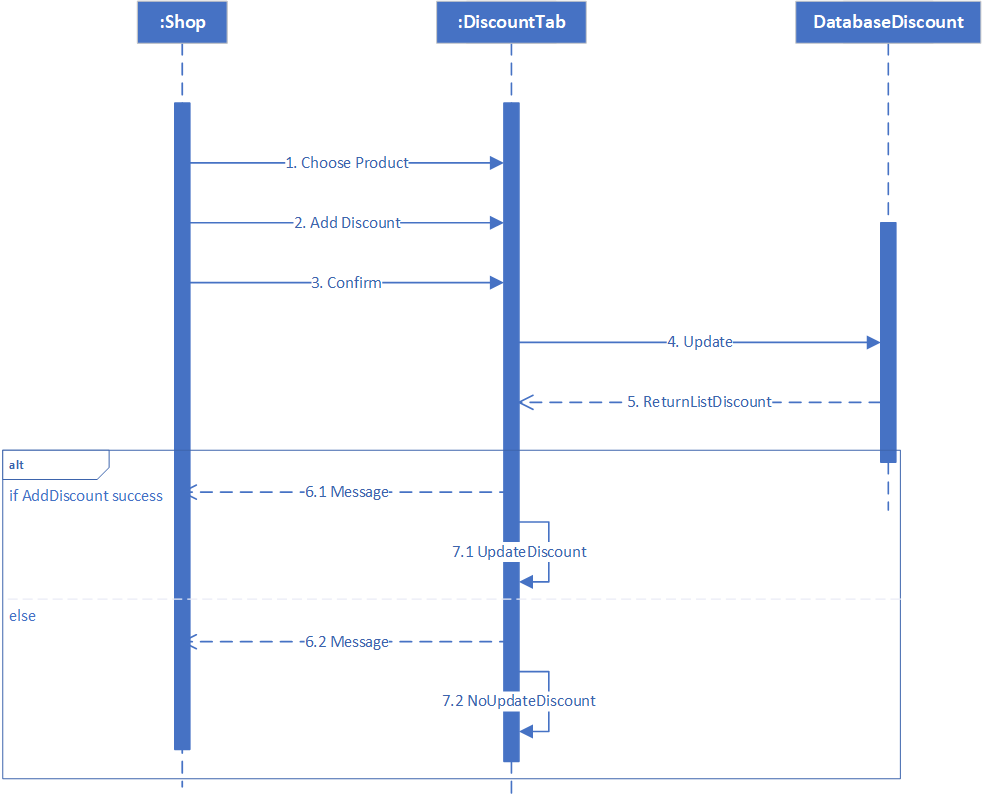 :Shop
:DiscountTab
DatabaseDiscount
1. Choose Product
2. Add Discount
3. Confirm
4. Update
5. ReturnListDiscount
alt
if AddDiscount success
6.1 Message
7.1 UpdateDiscount
else
6.2 Message
7.2 NoUpdateDiscount